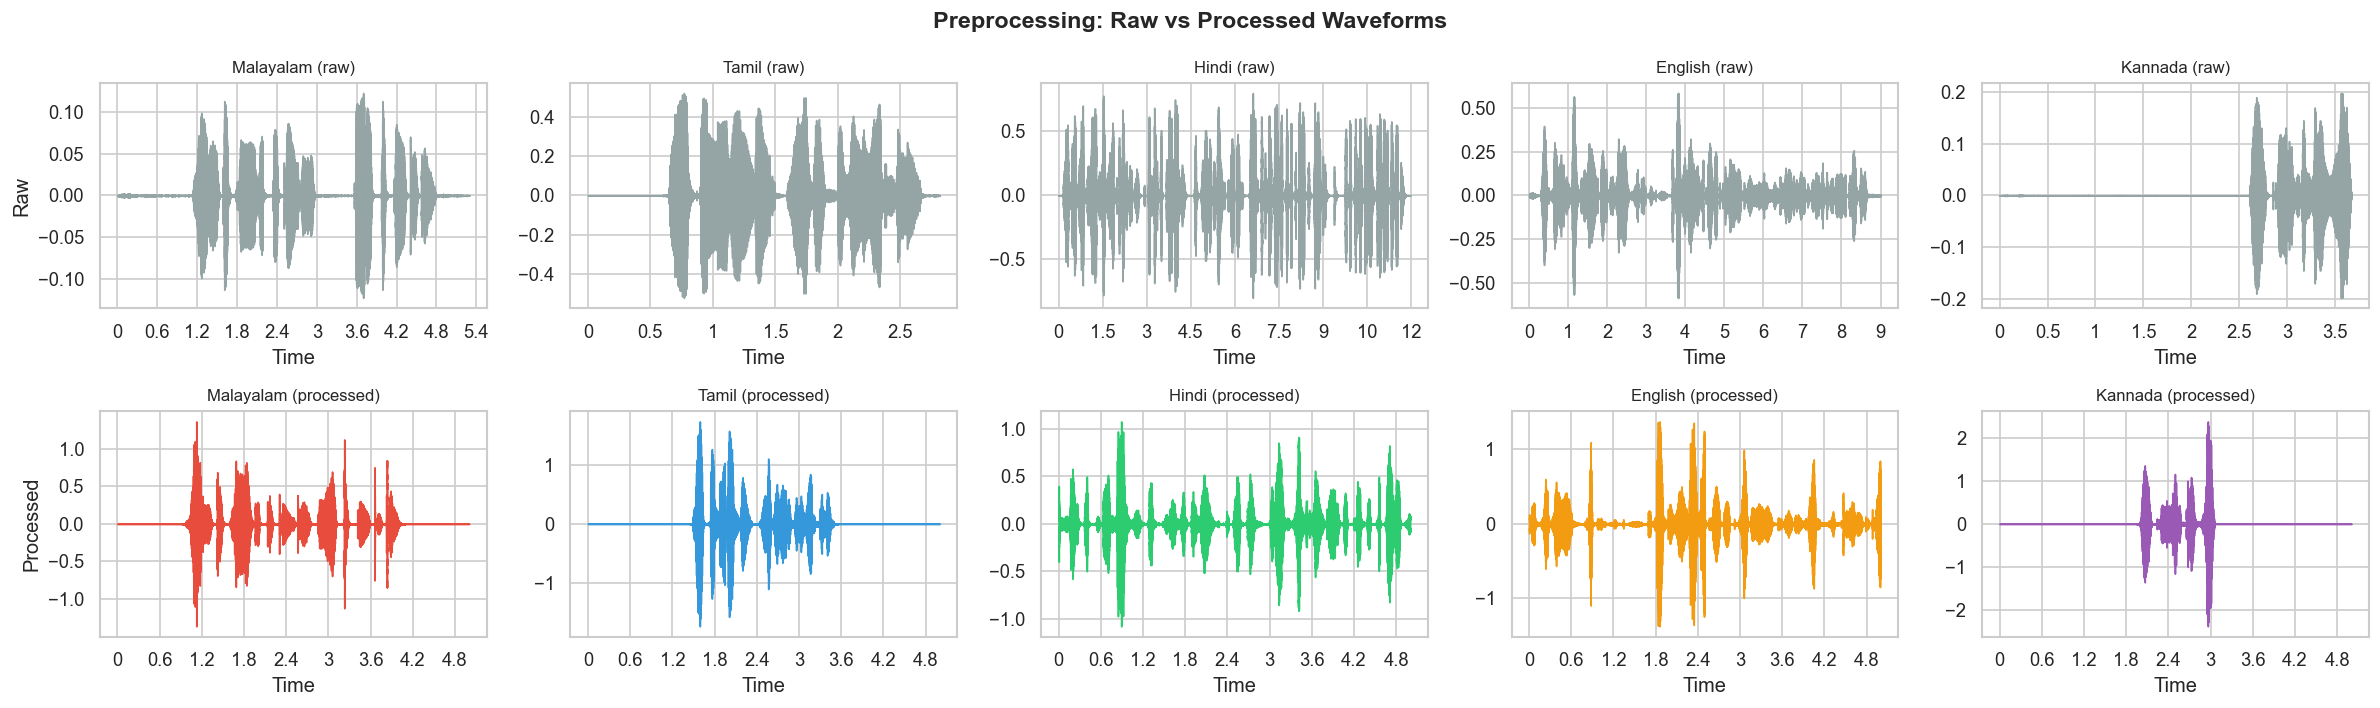 Preprocessing: Raw vs Processed Waveforms
Malayalam (raw)
Tamil (raw)
Hindi (raw)
English (raw)
Kannada (raw)
Raw
0.10
0.05
0.00
−0.05
−0.10
0 0.6 1.2 1.8 2.4 3 3.6 4.2 4.8 5.4
Time
0.4
0.2
0.0
−0.2
−0.4
0 0.5 1 1.5 2 2.5
Time
0.5
0.0
−0.5
0 1.5 3 4.5 6 7.5 9 10 12
Time
0.50
0.25
0.00
−0.25
−0.50
0 1 2 3 4 5 6 7 8 9
Time
0.2
0.1
0.0
−0.1
−0.2
0 0.5 1 1.5 2 2.5 3 3.5
Time
Malayalam (processed)
Tamil (processed)
Hindi (processed)
English (processed)
Kannada (processed)
Processed
1.0
0.5
0.0
−0.5
−1.0
0 0.6 1.2 1.8 2.4 3 3.6 4.2 4.8
Time
1
0
−1
0 0.6 1.2 1.8 2.4 3 3.6 4.2 4.8
Time
1.0
0.5
0.0
−0.5
−1.0
0 0.6 1.2 1.8 2.4 3 3.6 4.2 4.8
Time
1
0
−1
0 0.6 1.2 1.8 2.4 3 3.6 4.2 4.8
Time
2
1
0
−1
−2
0 0.6 1.2 1.8 2.4 3 3.6 4.2 4.8
Time